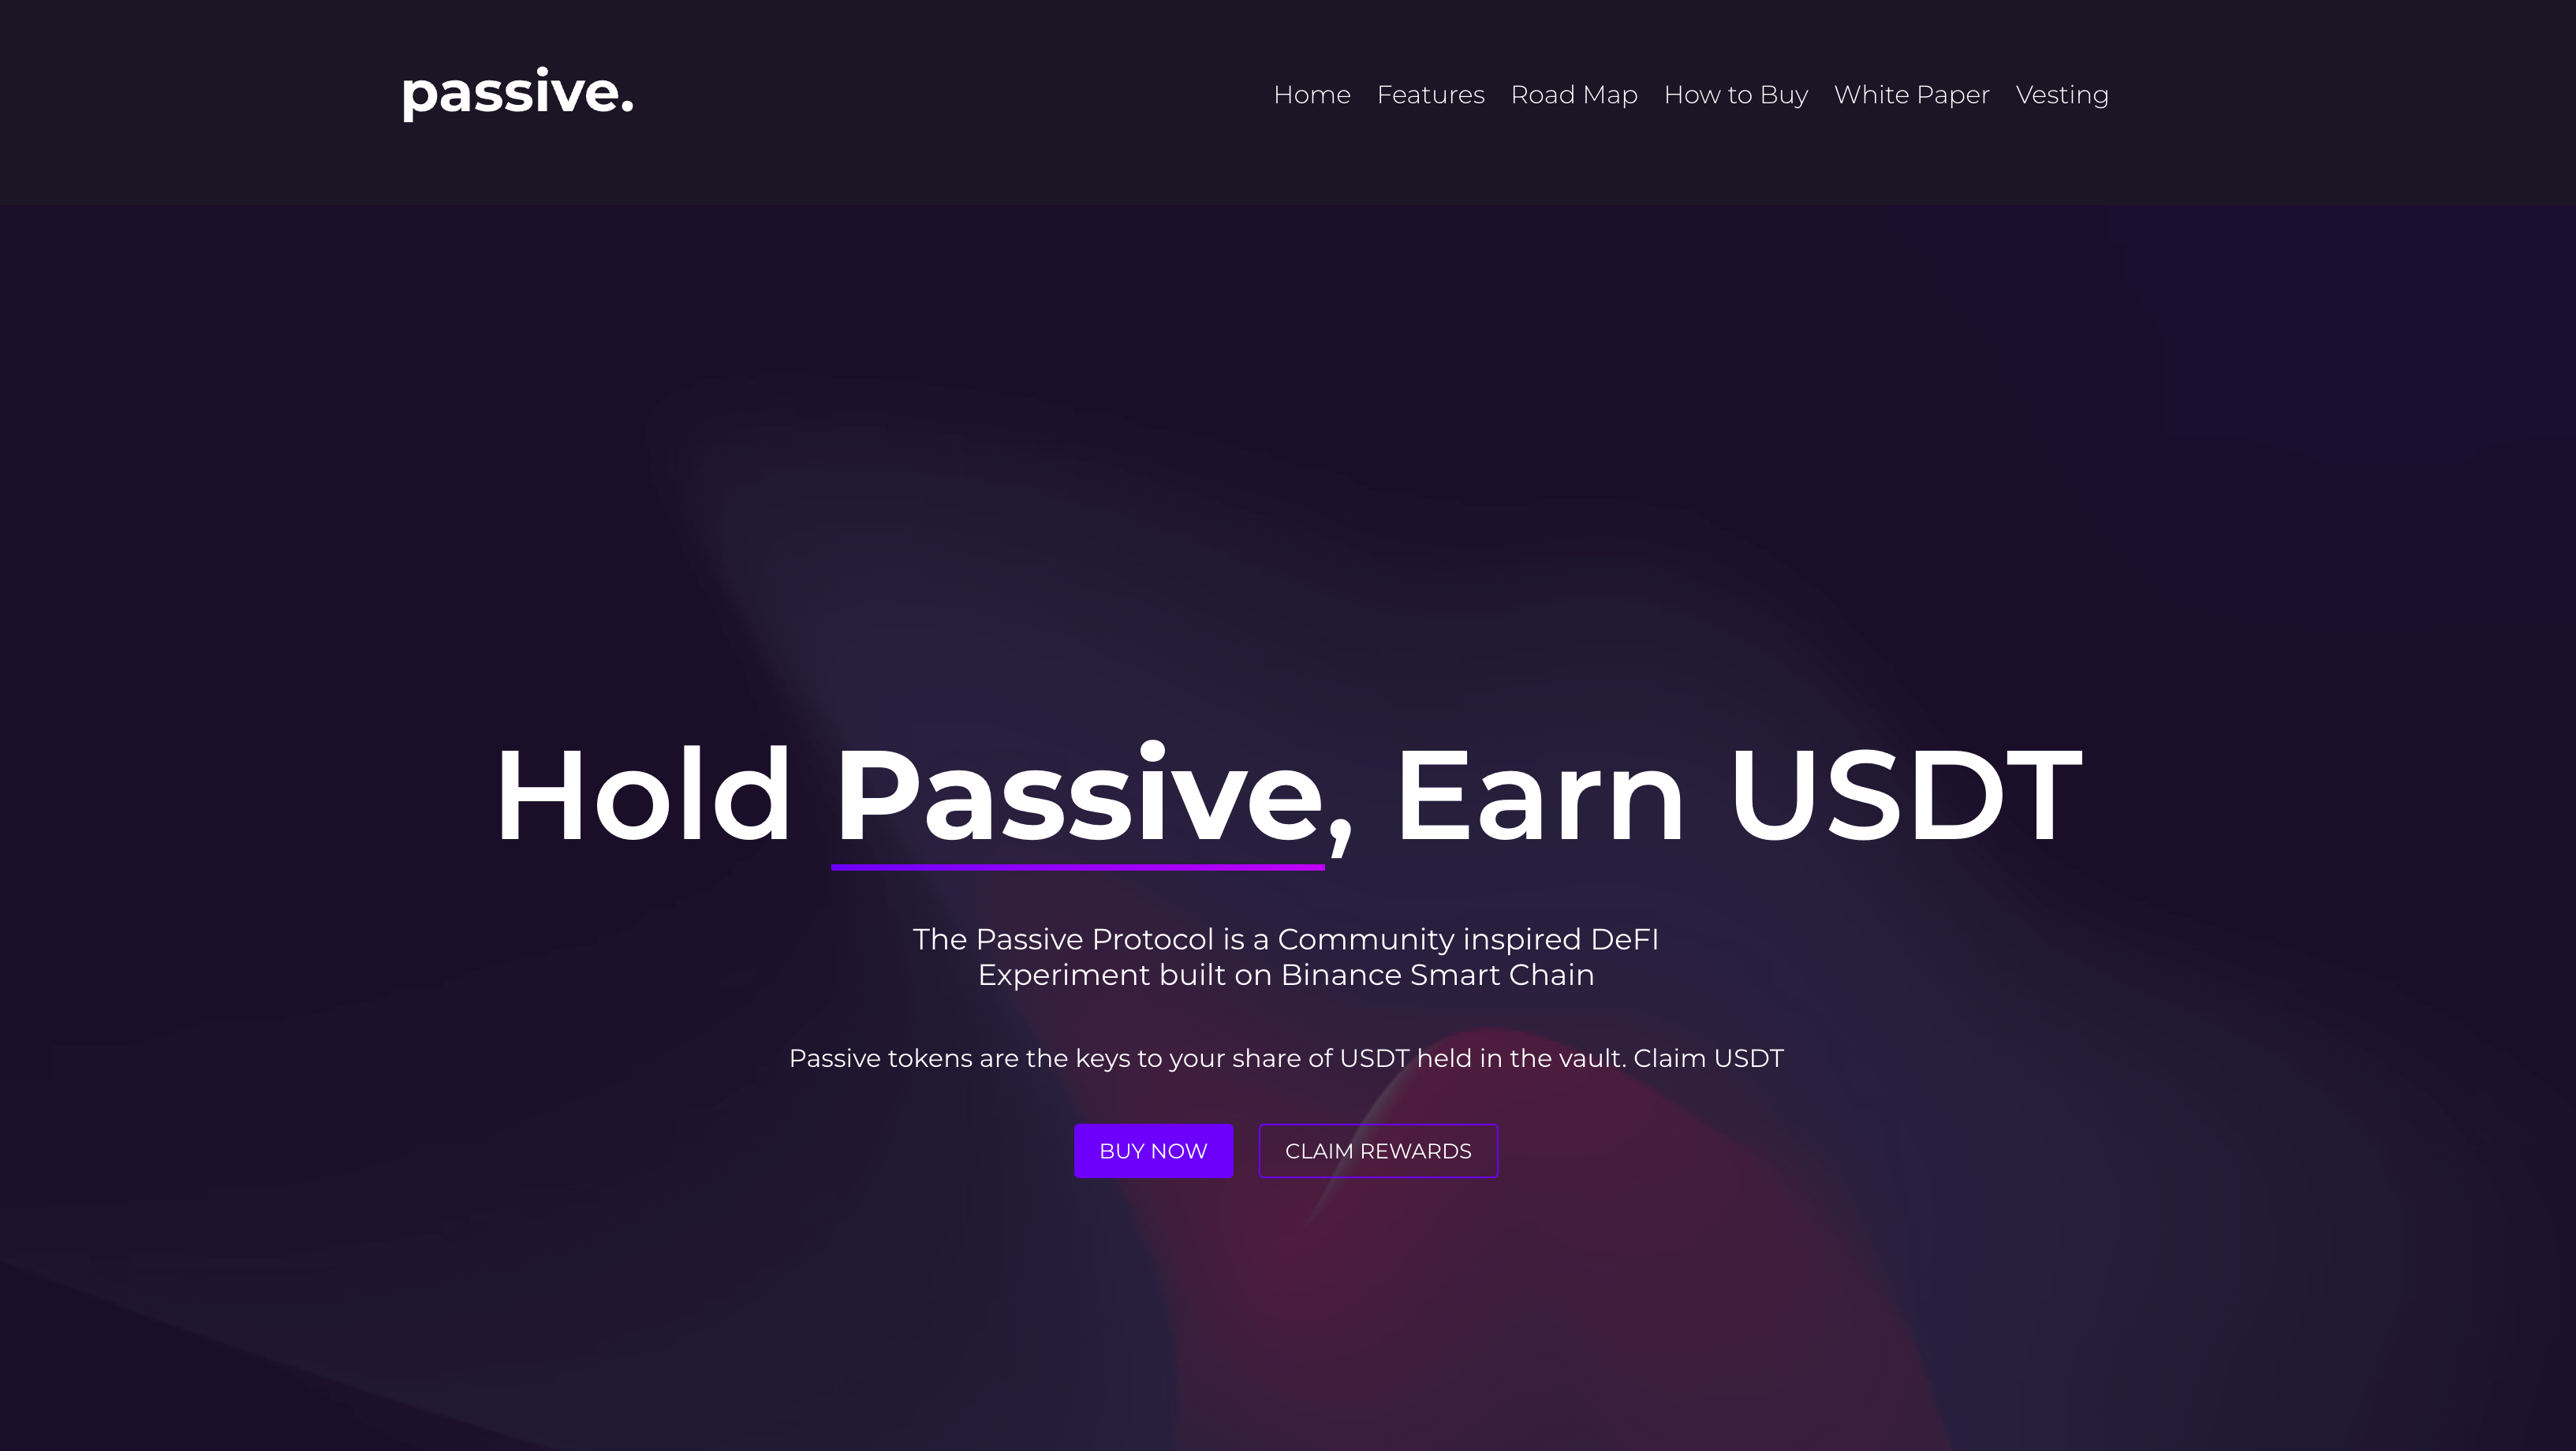 passive.
Home Features Road Map How to Buy White Paper Vesting
Hold Passive, Earn USDT
The Passive Protocol is a Community inspired DeFI
Experiment built on Binance Smart Chain
Passive tokens are the keys to your share of USDT held in the vault. Claim USDT
BUY NOW CLAIM REWARDS